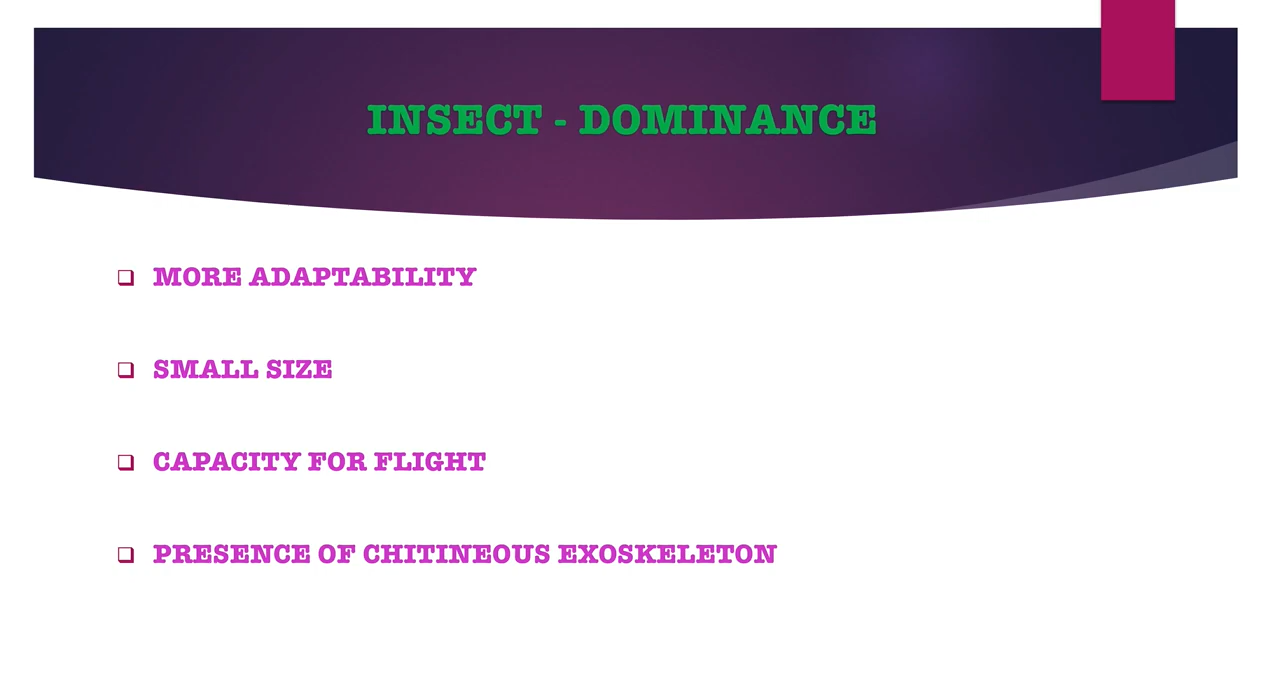 INSECT - DOMINANCE
MORE ADAPTABILITY
SMALL SIZE
CAPACITY FOR FLIGHT
PRESENCE OF CHITINEOUS EXOSKELETON